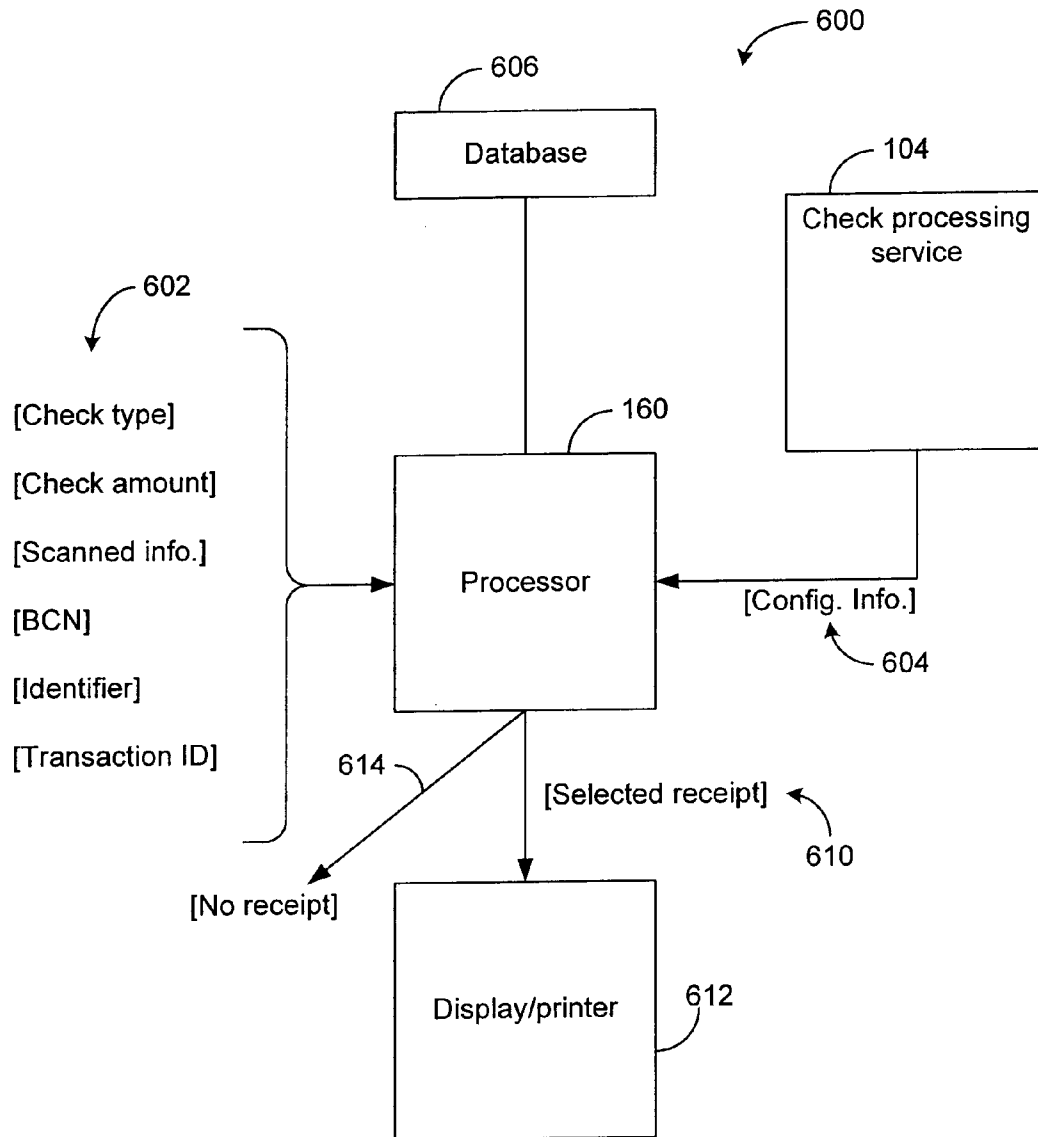 600
606
Database
104
Check processing
service
602
[Check type]
[Check amount]
[Scanned info.]
[BCN]
[Identifier]
[Transaction ID]
160
Processor
[Config. Info.]
604
614
[Selected receipt]
610
[No receipt]
Display/printer
612